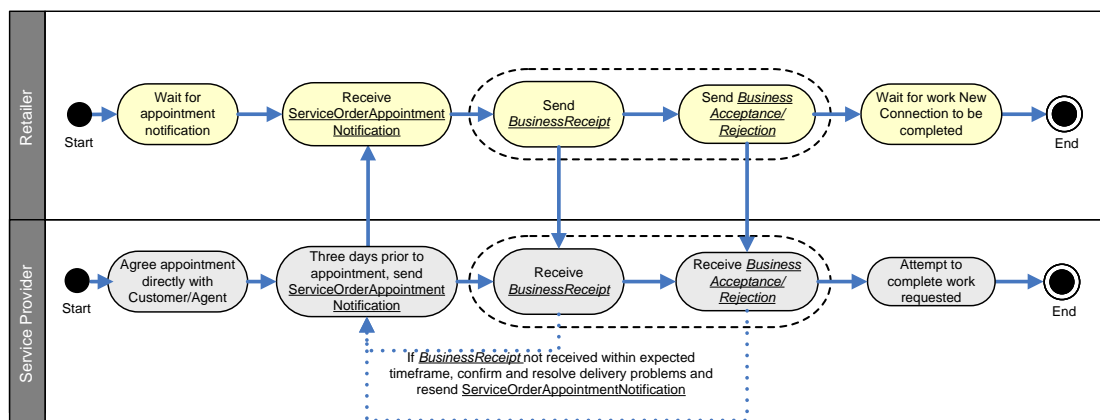 Retailer
Start
Wait for
appointment
notification
Receive
ServiceOrderAppointment
Notification
Send
BusinessReceipt
Send Business
Acceptance/
Rejection
Wait for work New
Connection to be
completed
End
Service Provider
Start
Agree appointment
directly with
Customer/Agent
Three days prior to
appointment, send
ServiceOrderAppointment
Notification
Receive
BusinessReceipt
Receive Business
Acceptance/
Rejection
Attempt to
complete work
requested
End
If BusinessReceipt not received within expected
timeframe, confirm and resolve delivery problems and
resend ServiceOrderAppointmentNotification